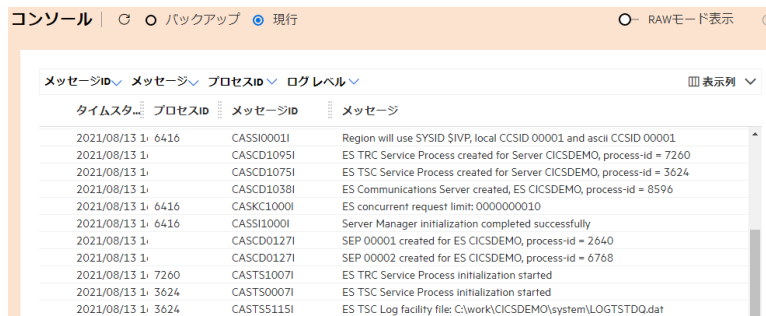 コンソール バックアップ 現行 RAWモード表示
メッセージID メッセージ プロセスID ログレベル 表示列
タイムスタ... プロセスID メッセージID メッセージ
2021/08/13 1 6416 CASSI0001I Region will use SYSID $IVP, local CCSID 00001 and ascii CCSID 00001
2021/08/13 1 CASCD1095I ES TRC Service Process created for Server CICSDEMO, process-id = 7260
2021/08/13 1 CASCD1075I ES TSC Service Process created for Server CICSDEMO, process-id = 3624
2021/08/13 1 CASCD1038I ES Communications Server created, ES CICSDEMO, process-id = 8596
2021/08/13 1 6416 CASKC1000I ES concurrent request limit: 0000000010
2021/08/13 1 6416 CASSI1000I Server Manager initialization completed successfully
2021/08/13 1 CASCD0127I SEP 00001 created for ES CICSDEMO, process-id = 2640
2021/08/13 1 CASCD0127I SEP 00002 created for ES CICSDEMO, process-id = 6768
2021/08/13 1 7260 CASTS1007I ES TRC Service Process initialization started
2021/08/13 1 3624 CASTS0007I ES TSC Service Process initialization started
2021/08/13 1 3624 CASTS5115I ES TSC Log facility file: C:\work\CICSDEMO\system\LOGTSTDQ.dat